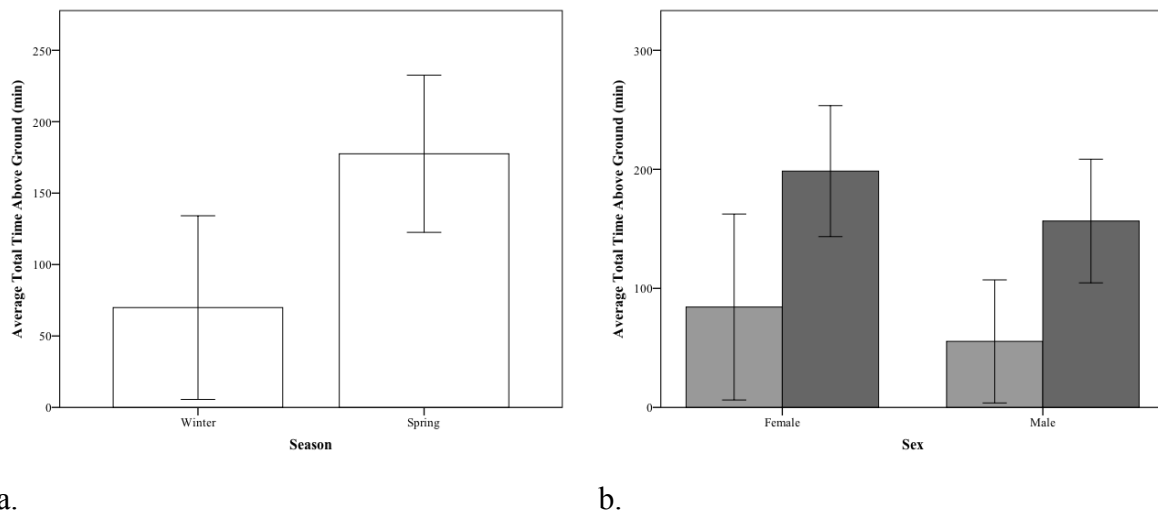 Average Total Time Above Ground (min)
250
200
150
100
50
0
Winter
Spring
Season
a.
Average Total Time Above Ground (min)
300
200
100
0
Female
Male
Sex
b.